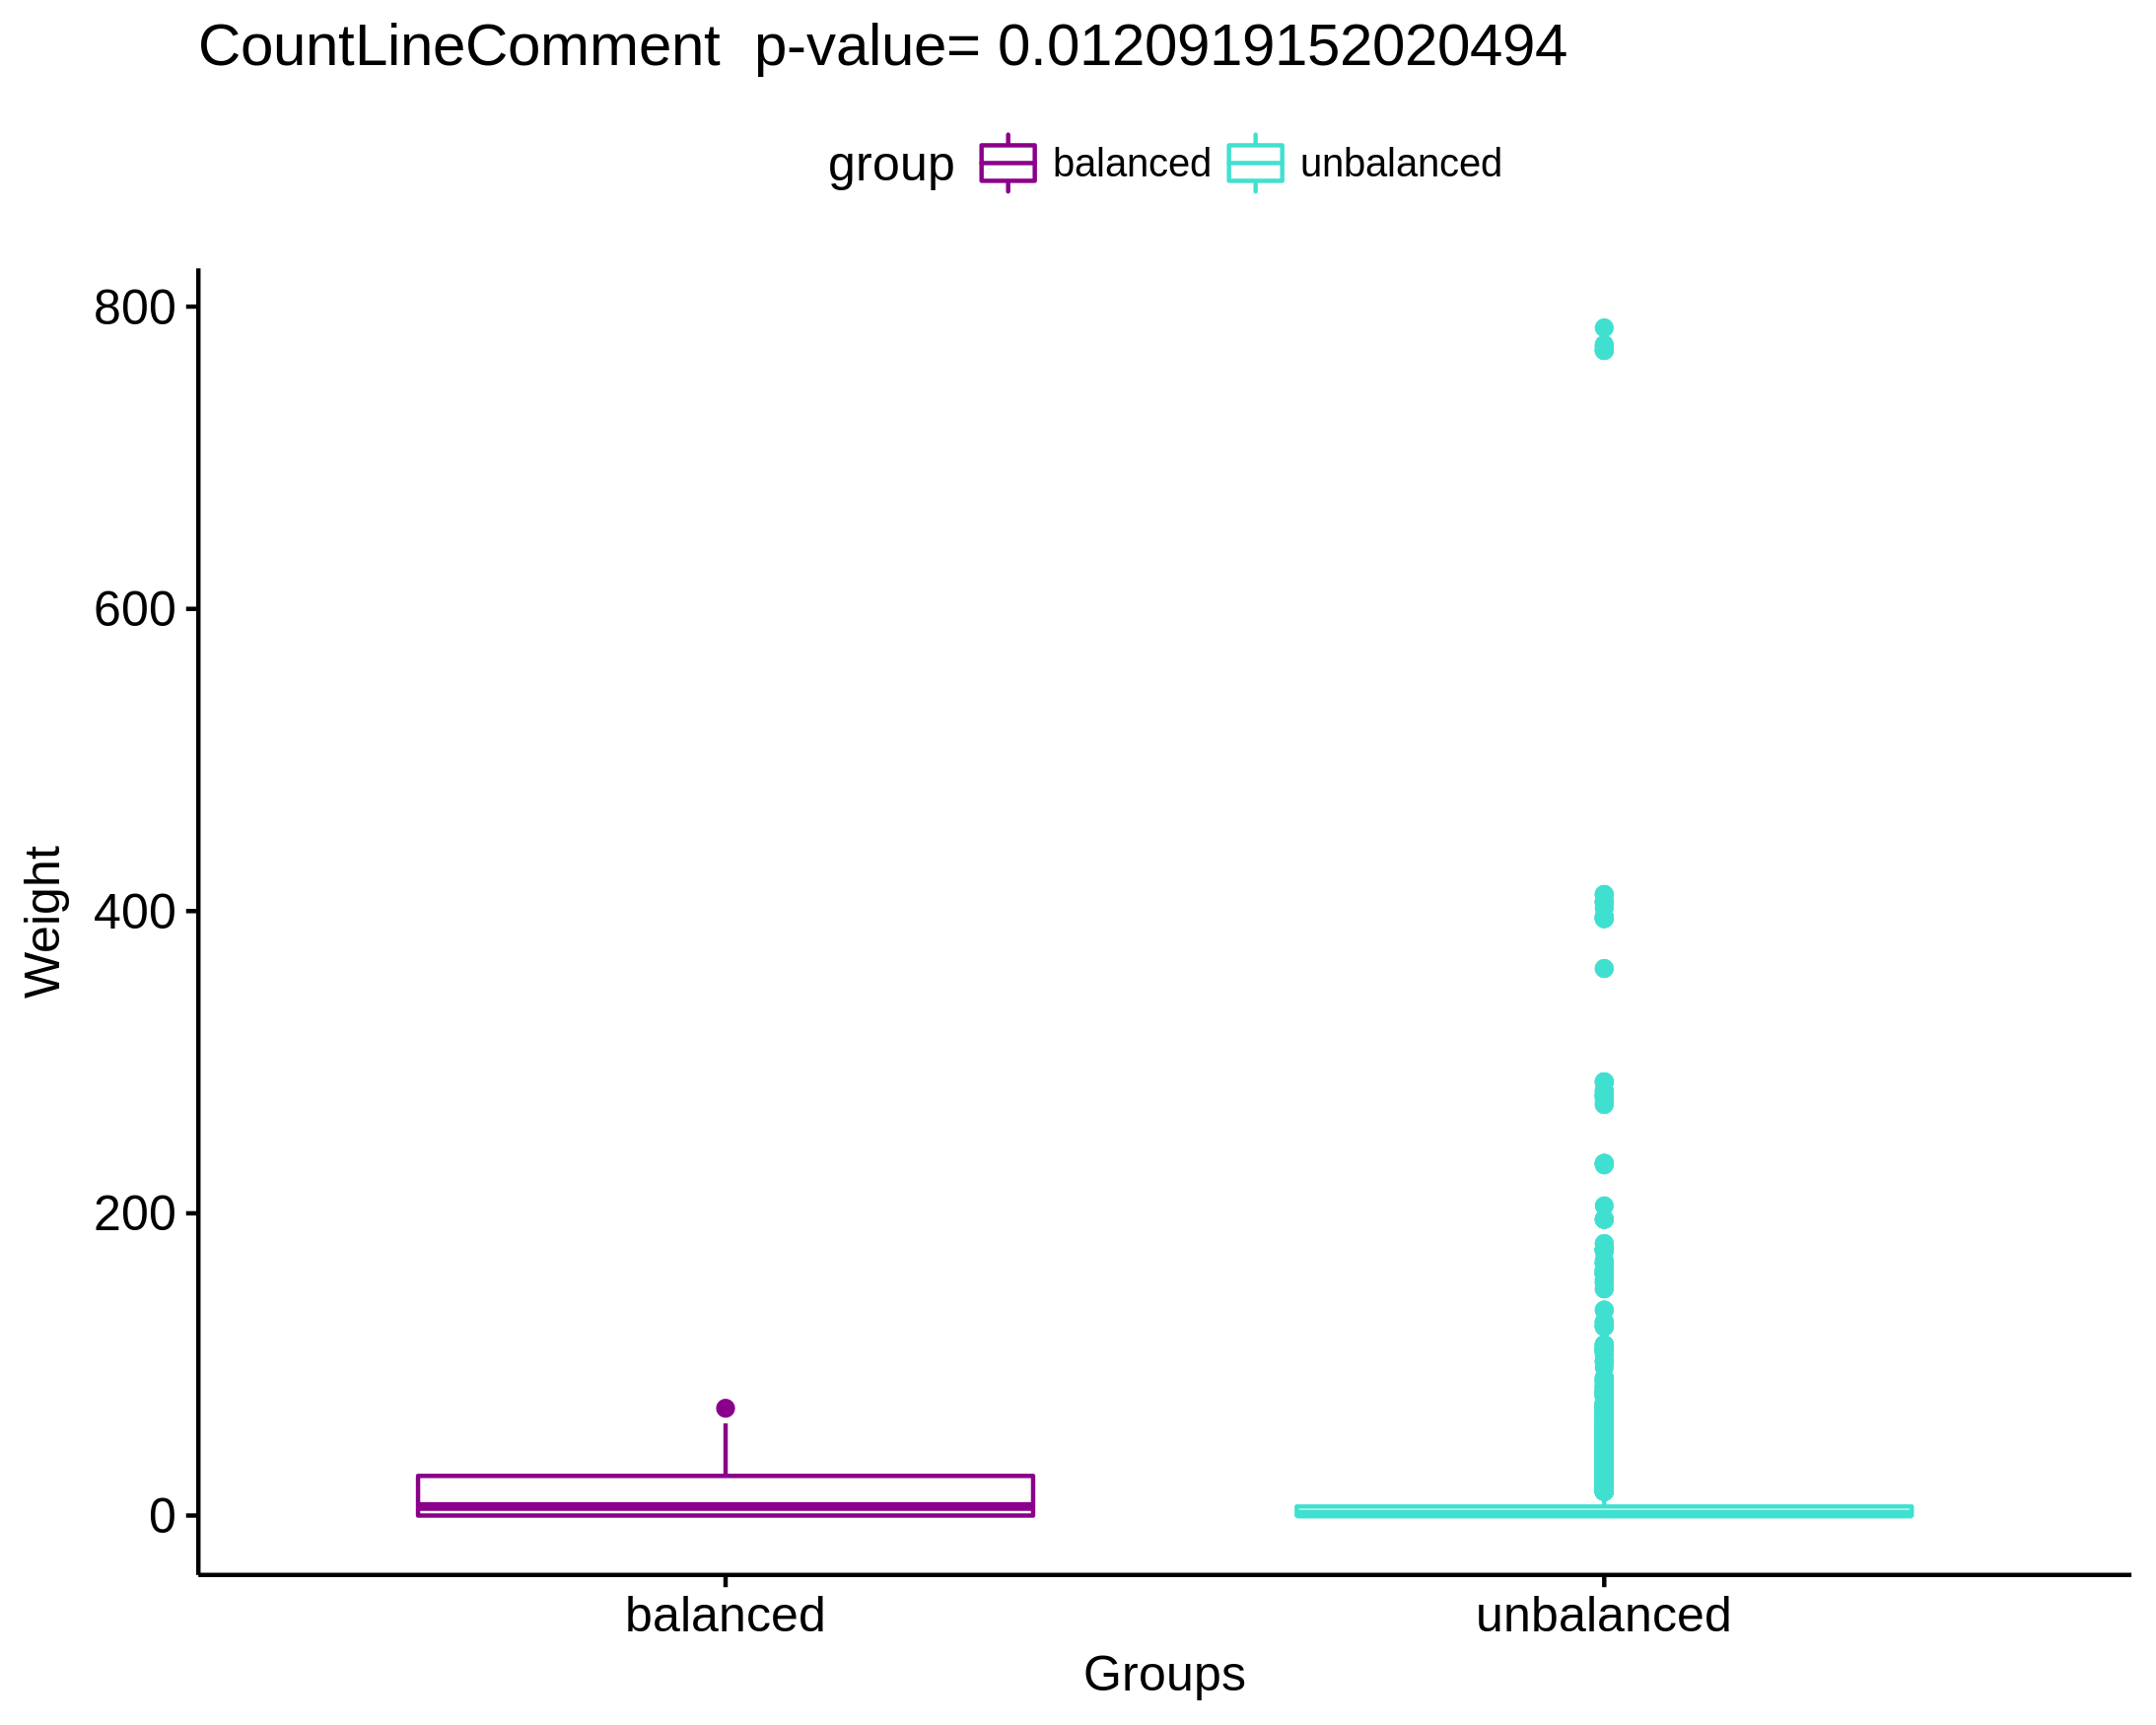 CountLineComment  p-value= 0.0120919152020494
group balanced unbalanced
800
600
400
200
0
Weight
balanced unbalanced
Groups